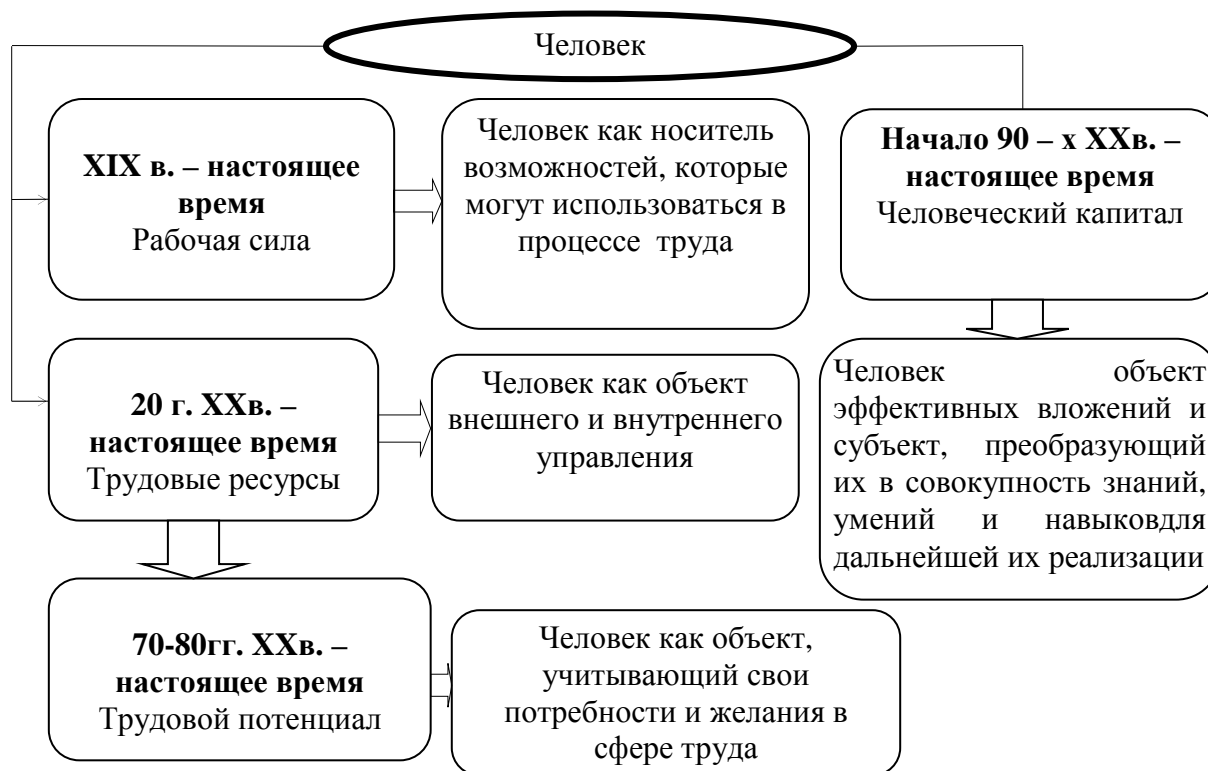 Человек
XIX в. – настоящее
время
Рабочая сила
Человек как носитель
возможностей, которые
могут использоваться в
процессе труда
Начало 90 – х XXв. –
настоящее время
Человеческий капитал
20 г. XXв. –
настоящее время
Трудовые ресурсы
Человек как объект
внешнего и внутреннего
управления
Человек объект
эффективных вложений и
субъект, преобразующий
их в совокупность знаний,
умений и навыковдля
дальнейшей их реализации
70-80гг. XXв. –
настоящее время
Трудовой потенциал
Человек как объект,
учитывающий свои
потребности и желания в
сфере труда